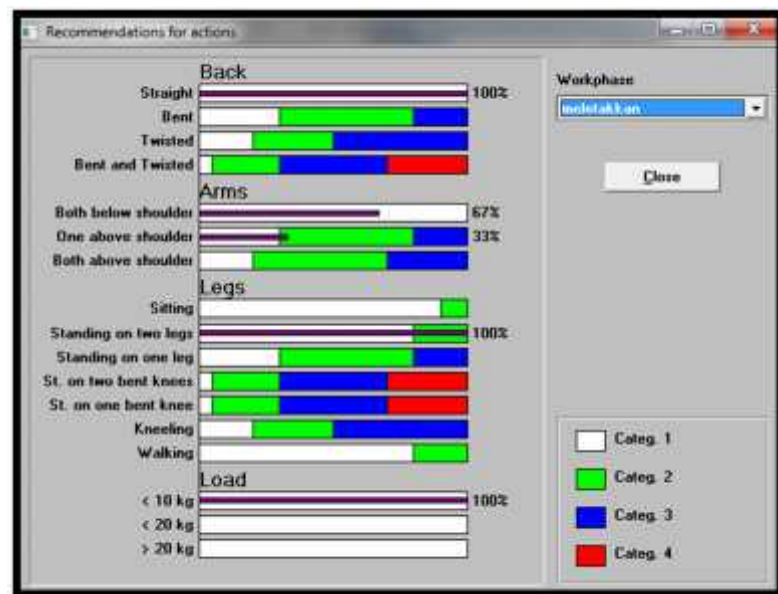 Recommendations for actions
Back
Straight 100%
Bent
Twisted
Bent and Twisted
Arms
Both below shoulder 67%
One above shoulder 33%
Both above shoulder
Legs
Sitting
Standing on two legs 100%
Standing on one leg
St. on two bent knees
St. on one bent knee
Kneeling
Walking
Load
< 10 kg 100%
< 20 kg
> 20 kg
Workphase
meletakkan
Close
Categ. 1
Categ. 2
Categ. 3
Categ. 4